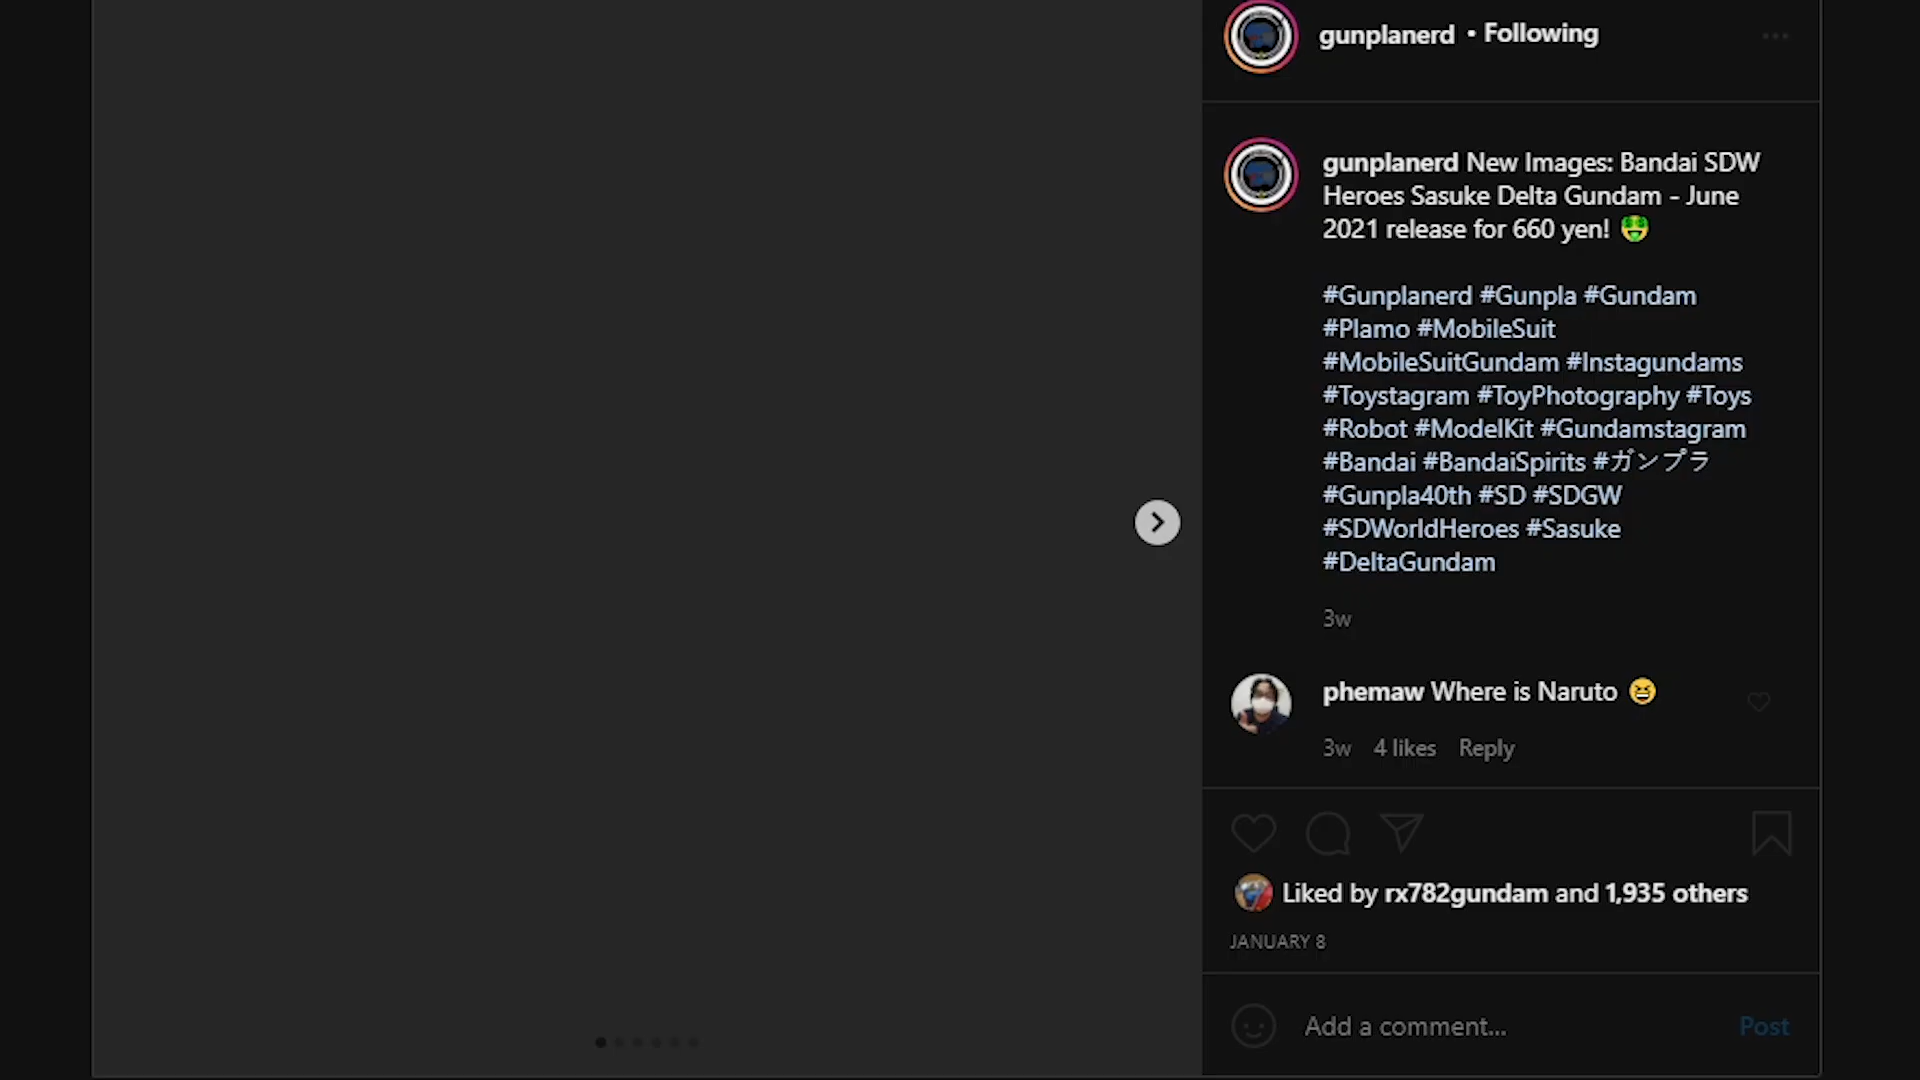 gunplanerd • Following
gunplanerd New Images: Bandai SDW
Heroes Sasuke Delta Gundam - June
2021 release for 660 yen! 🤑
#Gunplanerd #Gunpla #Gundam
#Plamo #MobileSuit
#MobileSuitGundam #Instagundams
#Toystagram #ToyPhotography #Toys
#Robot #ModelKit #Gundamstagram
#Bandai #BandaiSpirits #ガンプラ
#Gunpla40th #SD #SDGW
#SDWorldHeroes #Sasuke
#DeltaGundam
3w
phemaw Where is Naruto 😆
3w 4 likes Reply
Liked by rx782gundam and 1,935 others
JANUARY 8
Add a comment... Post